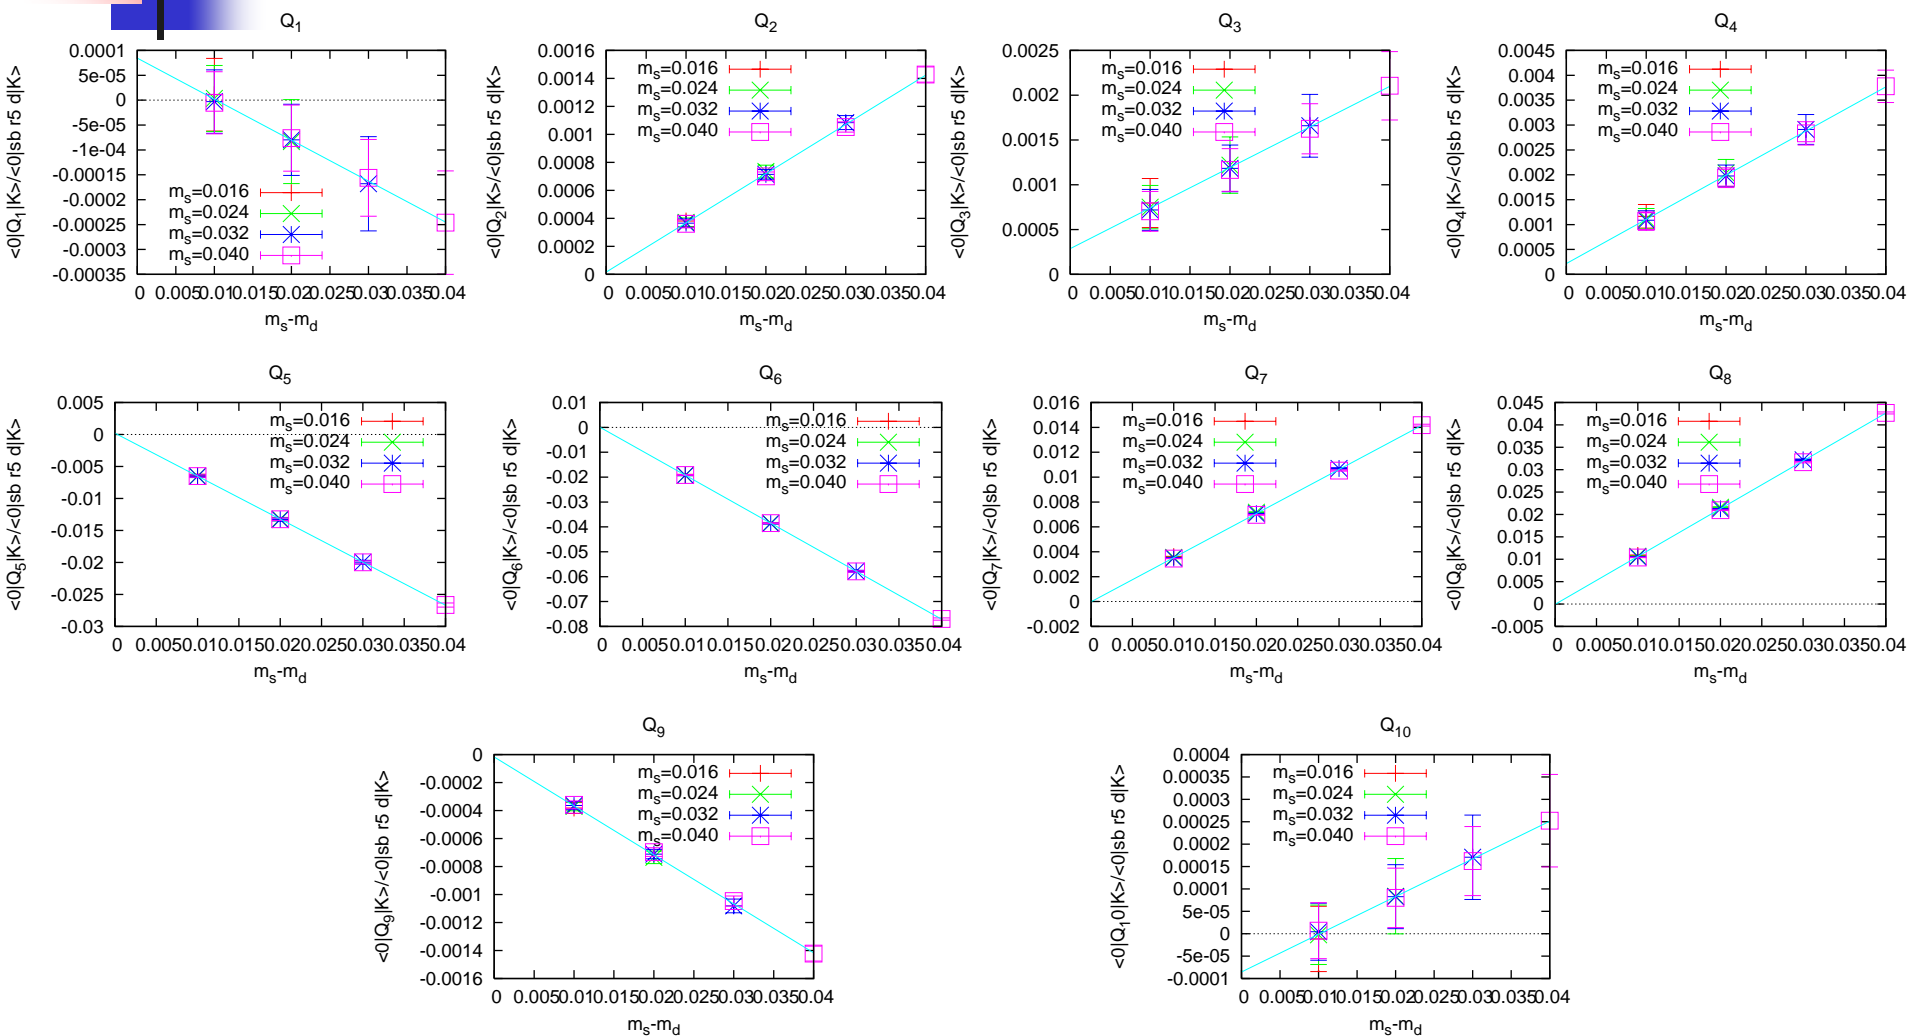 Q1
<0|Q1|K>/<0|sb r5 d|K>
0.0001
5e-05
0
-5e-05
-1e-04
-0.00015
-0.0002
-0.00025
-0.0003
-0.00035
ms=0.016
ms=0.024
ms=0.032
ms=0.040
0 0.005 0.01 0.015 0.02 0.025 0.03 0.035 0.04
ms-md
Q2
<0|Q2|K>/<0|sb r5 d|K>
0.0016
0.0014
0.0012
0.001
0.0008
0.0006
0.0004
0.0002
0
ms=0.016
ms=0.024
ms=0.032
ms=0.040
0 0.005 0.01 0.015 0.02 0.025 0.03 0.035 0.04
ms-md
Q3
<0|Q3|K>/<0|sb r5 d|K>
0.0025
0.002
0.0015
0.001
0.0005
0
ms=0.016
ms=0.024
ms=0.032
ms=0.040
0 0.005 0.01 0.015 0.02 0.025 0.03 0.035 0.04
ms-md
Q4
<0|Q4|K>/<0|sb r5 d|K>
0.0045
0.004
0.0035
0.003
0.0025
0.002
0.0015
0.001
0.0005
0
ms=0.016
ms=0.024
ms=0.032
ms=0.040
0 0.005 0.01 0.015 0.02 0.025 0.03 0.035 0.04
ms-md
Q5
<0|Q5|K>/<0|sb r5 d|K>
0.005
0
-0.005
-0.01
-0.015
-0.02
-0.025
-0.03
ms=0.016
ms=0.024
ms=0.032
ms=0.040
0 0.005 0.01 0.015 0.02 0.025 0.03 0.035 0.04
ms-md
Q6
<0|Q6|K>/<0|sb r5 d|K>
0.01
0
-0.01
-0.02
-0.03
-0.04
-0.05
-0.06
-0.07
-0.08
ms=0.016
ms=0.024
ms=0.032
ms=0.040
0 0.005 0.01 0.015 0.02 0.025 0.03 0.035 0.04
ms-md
Q7
<0|Q7|K>/<0|sb r5 d|K>
0.016
0.014
0.012
0.01
0.008
0.006
0.004
0.002
0
-0.002
ms=0.016
ms=0.024
ms=0.032
ms=0.040
0 0.005 0.01 0.015 0.02 0.025 0.03 0.035 0.04
ms-md
Q8
<0|Q8|K>/<0|sb r5 d|K>
0.045
0.04
0.035
0.03
0.025
0.02
0.015
0.01
0.005
0
-0.005
ms=0.016
ms=0.024
ms=0.032
ms=0.040
0 0.005 0.01 0.015 0.02 0.025 0.03 0.035 0.04
ms-md
Q9
<0|Q9|K>/<0|sb r5 d|K>
0
-0.0002
-0.0004
-0.0006
-0.0008
-0.001
-0.0012
-0.0014
-0.0016
ms=0.016
ms=0.024
ms=0.032
ms=0.040
0 0.005 0.01 0.015 0.02 0.025 0.03 0.035 0.04
ms-md
Q10
<0|Q10|K>/<0|sb r5 d|K>
0.0004
0.00035
0.0003
0.00025
0.0002
0.00015
0.0001
5e-05
0
-5e-05
-0.0001
ms=0.016
ms=0.024
ms=0.032
ms=0.040
0 0.005 0.01 0.015 0.02 0.025 0.03 0.035 0.04
ms-md